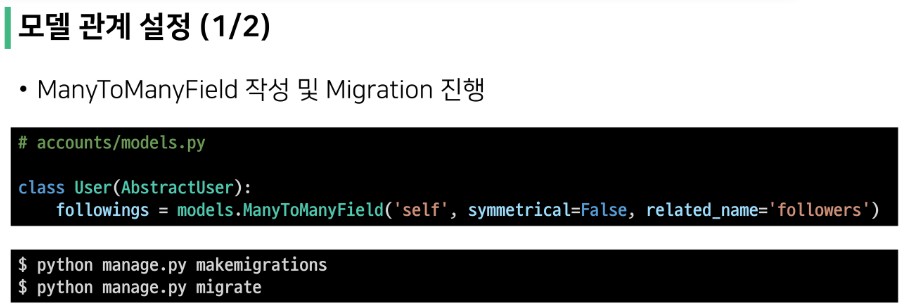 모델 관계 설정 (1/2)
• ManyToManyField 작성 및 Migration 진행
# accounts/models.py
class User(AbstractUser):
    followings = models.ManyToManyField('self', symmetrical=False, related_name='followers')
$ python manage.py makemigrations
$ python manage.py migrate